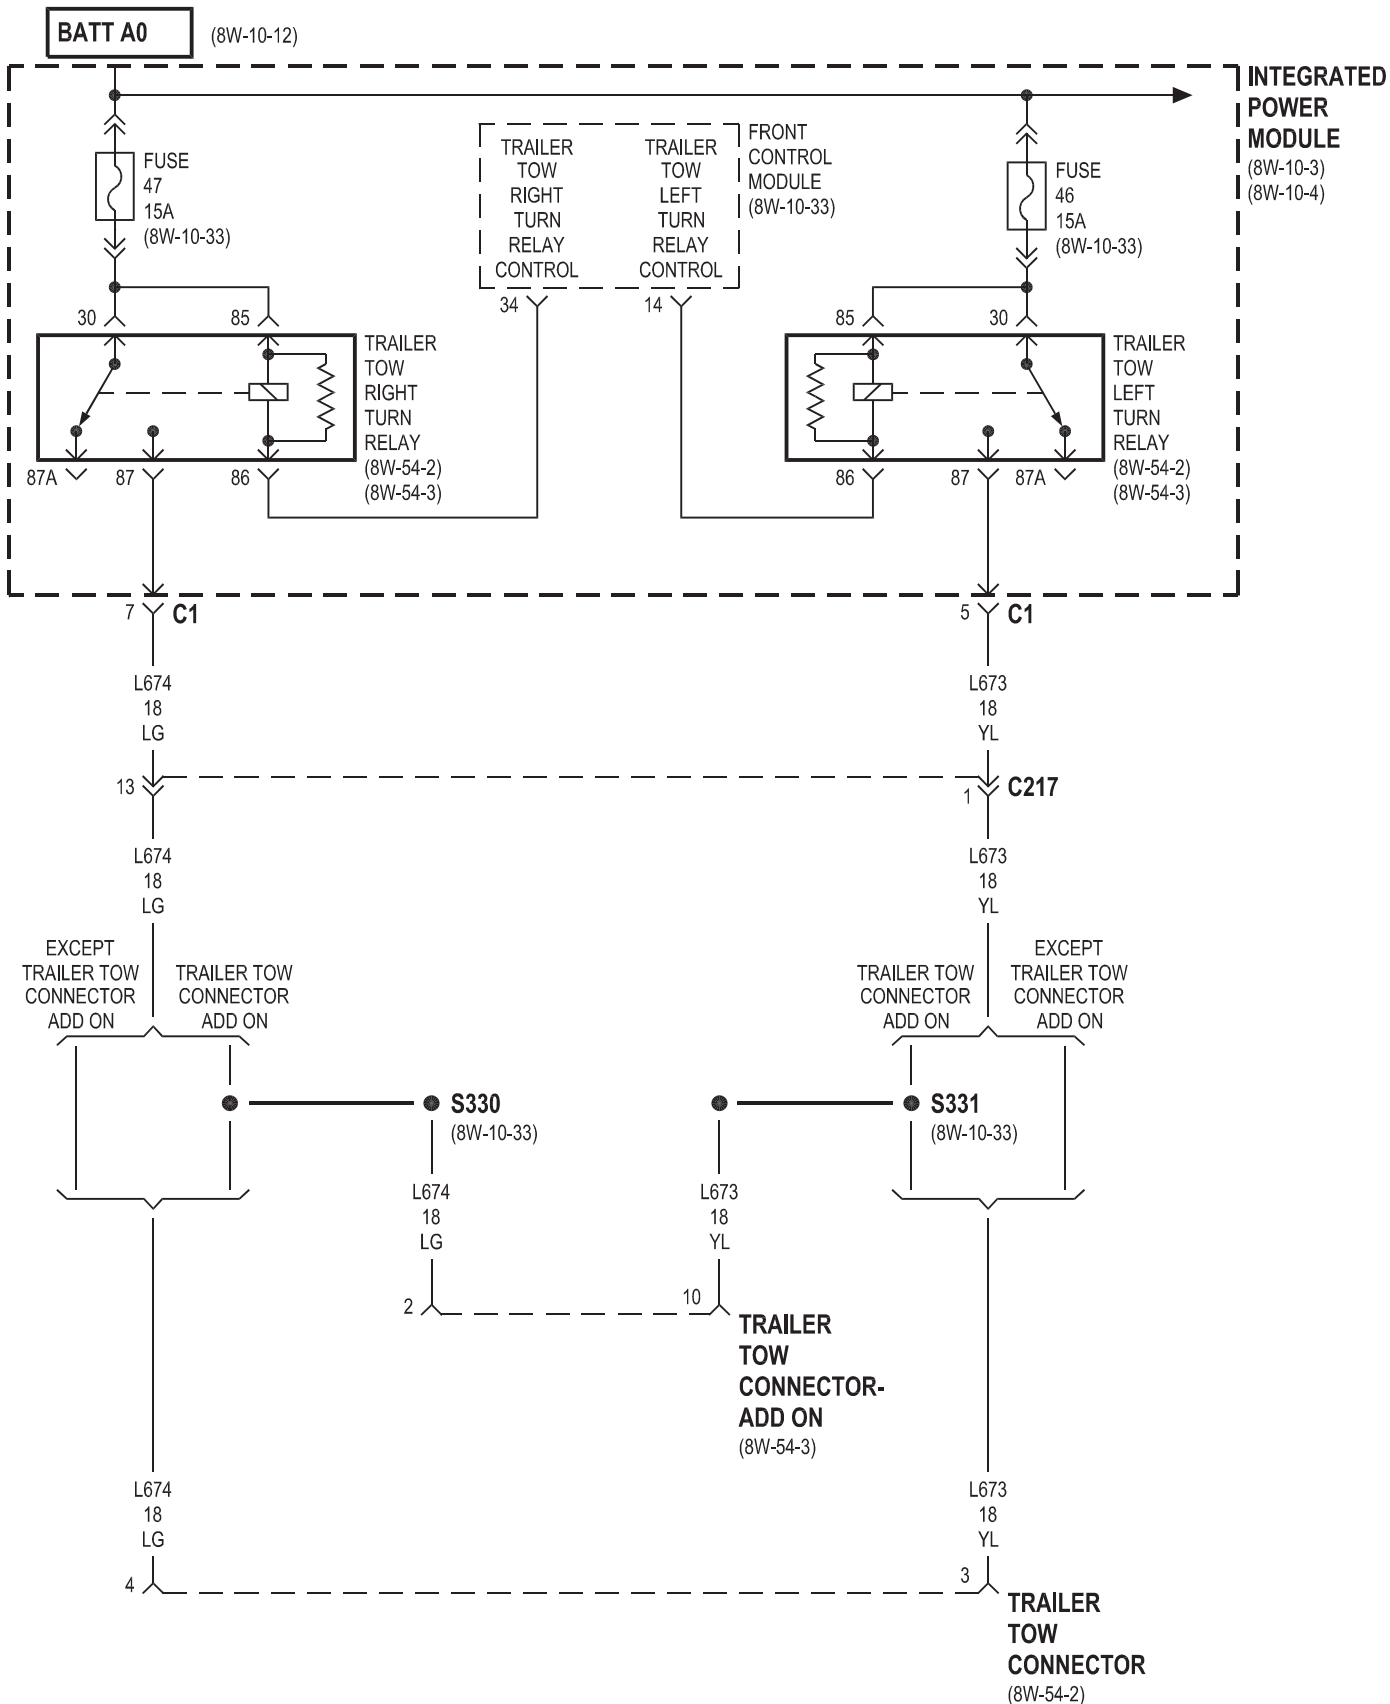 BATT A0
(8W-10-12)
INTEGRATED
POWER
MODULE
(8W-10-3)
(8W-10-4)
FUSE
47
15A
(8W-10-33)
TRAILER
TOW
RIGHT
TURN
RELAY
CONTROL
TRAILER
TOW
LEFT
TURN
RELAY
CONTROL
FRONT
CONTROL
MODULE
(8W-10-33)
FUSE
46
15A
(8W-10-33)
34
14
30
85
85
30
TRAILER
TOW
RIGHT
TURN
RELAY
(8W-54-2)
(8W-54-3)
TRAILER
TOW
LEFT
TURN
RELAY
(8W-54-2)
(8W-54-3)
87A
87
86
86
87
87A
7
C1
5
C1
L674
18
LG
L673
18
YL
13
1
C217
L674
18
LG
L673
18
YL
EXCEPT
TRAILER TOW
CONNECTOR
ADD ON
TRAILER TOW
CONNECTOR
ADD ON
TRAILER TOW
CONNECTOR
ADD ON
EXCEPT
TRAILER TOW
CONNECTOR
ADD ON
S330
(8W-10-33)
S331
(8W-10-33)
L674
18
LG
L673
18
YL
2
10
TRAILER
TOW
CONNECTOR-
ADD ON
(8W-54-3)
L674
18
LG
L673
18
YL
4
3
TRAILER
TOW
CONNECTOR
(8W-54-2)